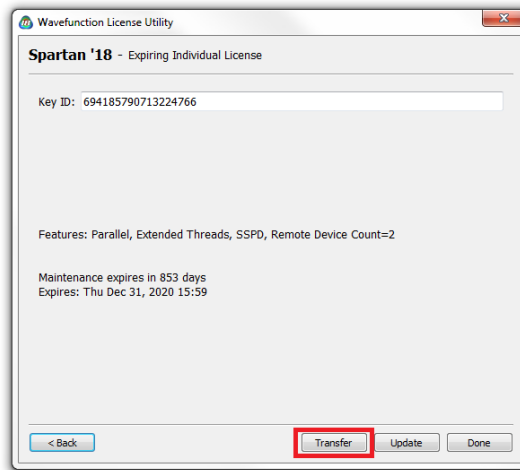 Wavefunction License Utility
Spartan '18 - Expiring Individual License
Key ID: 694185790713224766
Features: Parallel, Extended Threads, SSPD, Remote Device Count=2
Maintenance expires in 853 days
Expires: Thu Dec 31, 2020 15:59
< Back Transfer Update Done